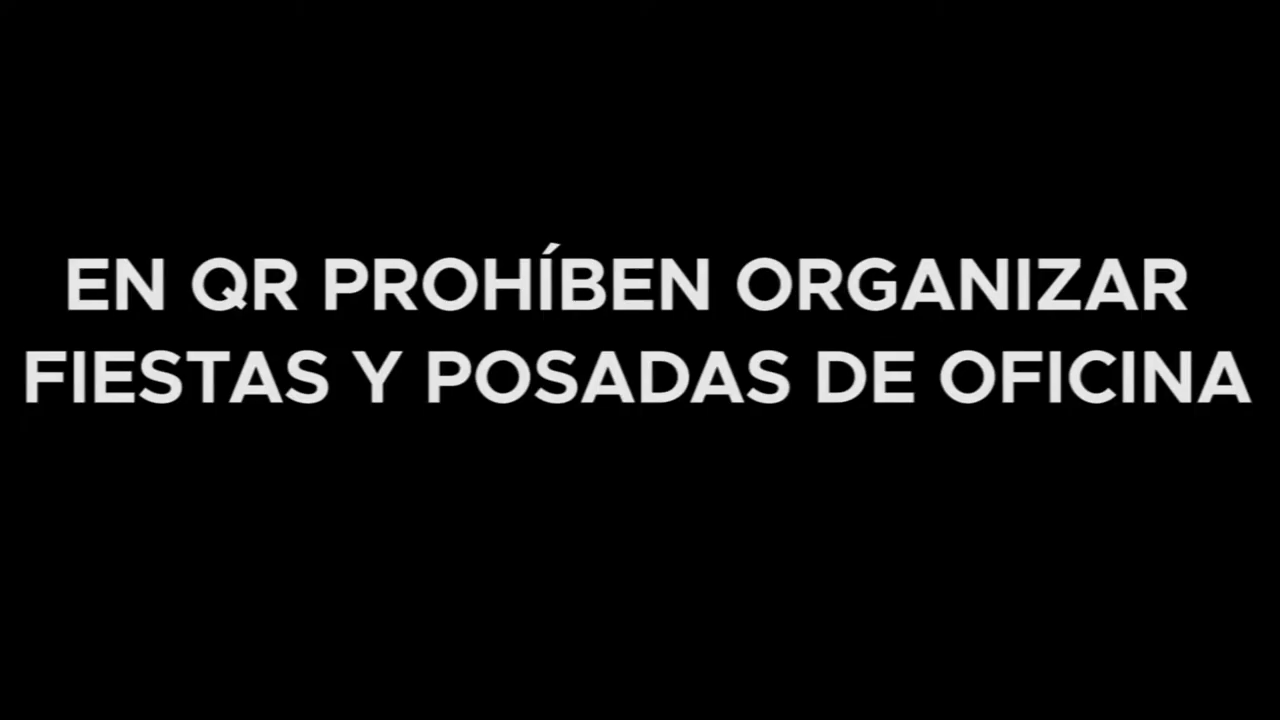 EN QR PROHÍBEN ORGANIZAR
FIESTAS Y POSADAS DE OFICINA